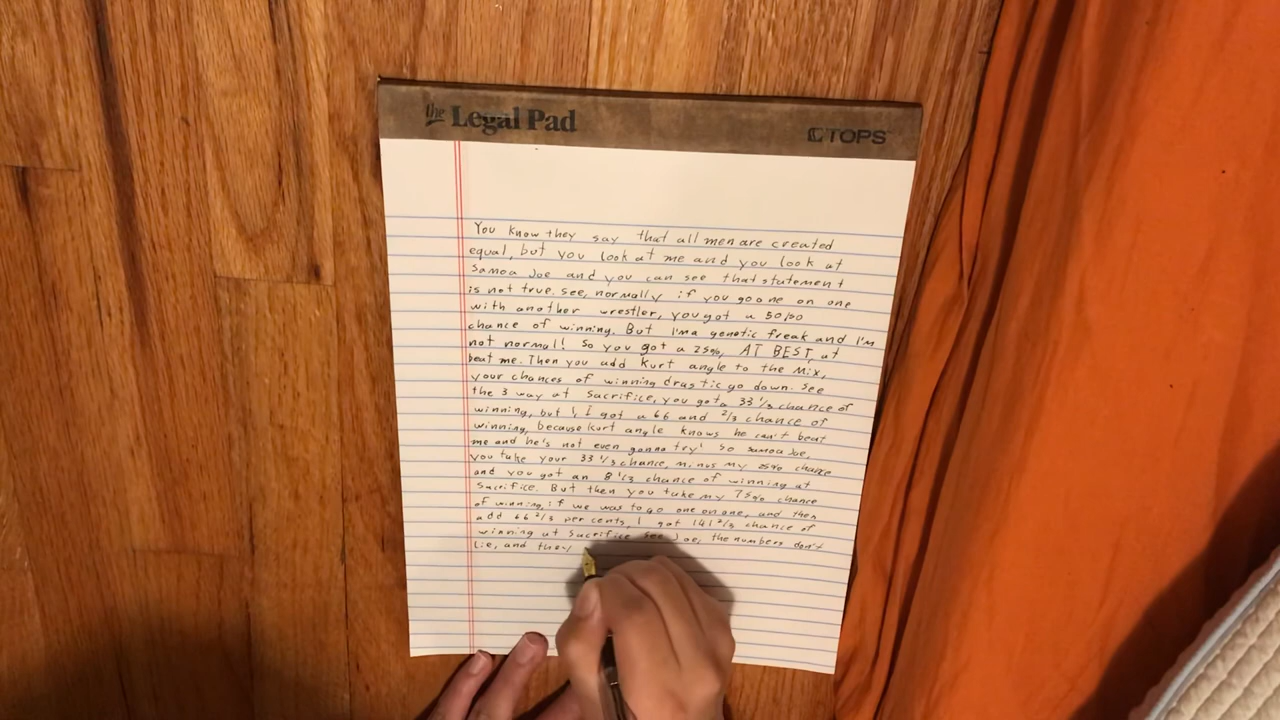 the Legal Pad
TOPS
You know they say that all men are created
equal, but you look at me and you look at
Samoa Joe and you can see that statement
is not true. See, normally if you go one on one
with another wrestler, you got a 50/50
chance of winning. But I'm a genetic freak and I'm
not normal! So you got a 25%, AT BEST, at
beat me. Then you add Kurt angle to the Mix,
your chances of winning drastic go down. See
the 3 way at Sacrifice, you got a 33 1/3 chance of
winning, but I, I got a 66 and 2/3 chance of
winning, because Kurt angle knows he can't beat
me and he's not even gonna try! So Samoa Joe,
you take your 33 1/3 chance, minus my 25% chance
and you got an 8 1/3 chance of winning at
Sacrifice. But then you take my 75% chance
of winning, if we was to go one on one, and then
add 66 2/3 per cents, I got 141 2/3 chance of
winning at Sacrifice. See Joe, the numbers don't
lie, and they